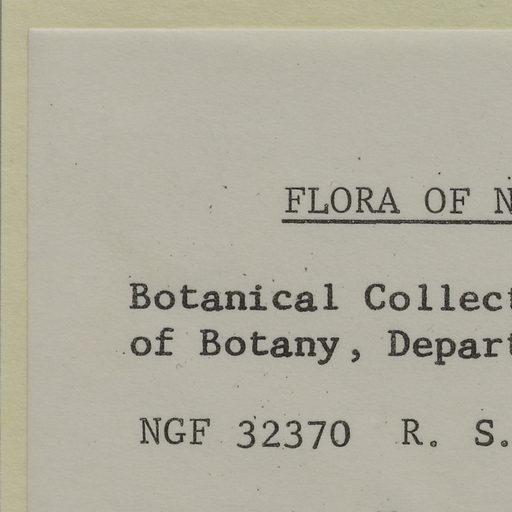 FLORA OF N
Botanical Collect
of Botany, Depart
NGF 32370 R. S.